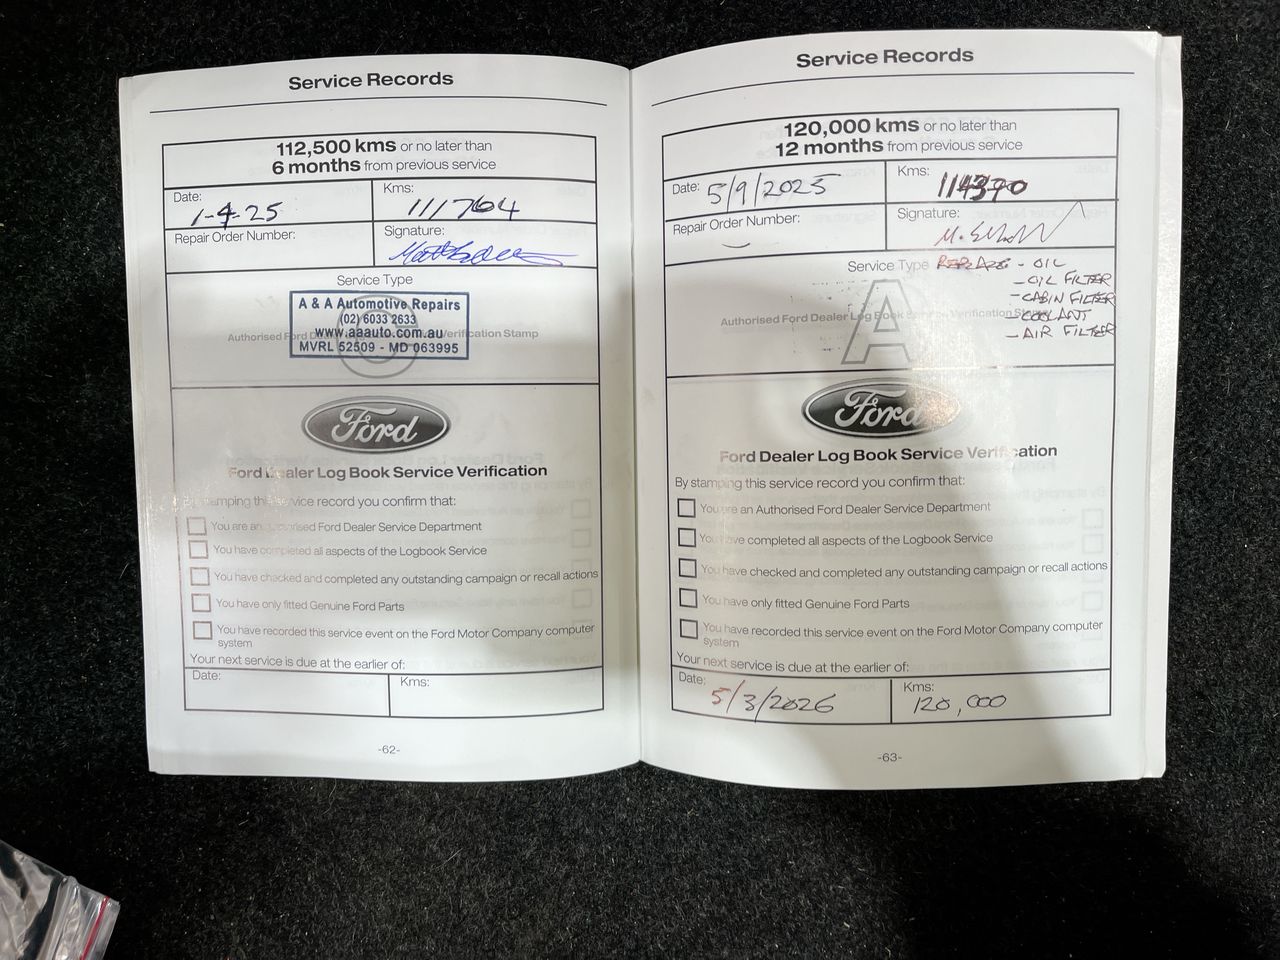 Service Records
112,500 kms or no later than
6 months from previous service
Date: 1-4-25
Kms: 111764
Repair Order Number:
Signature:
Service Type
A & A Automotive Repairs
(02) 6033 2633
www.aaauto.com.au
MVRL 52509 - MD 063995
Authorised Ford Verification Stamp
C
Ford
Ford Dealer Log Book Service Verification
By stamping this service record you confirm that:
You are an Authorised Ford Dealer Service Department
You have completed all aspects of the Logbook Service
You have checked and completed any outstanding campaign or recall actions
You have only fitted Genuine Ford Parts
You have recorded this service event on the Ford Motor Company computer
system
Your next service is due at the earlier of:
Date:
Kms:
-62-
Service Records
120,000 kms or no later than
12 months from previous service
Date: 5/9/2025
Kms: 114390
Repair Order Number:
Signature:
Service Type REPLACE - OIL
- OIL FILTER
- CABIN FILTER
- COOLANT
- AIR FILTER
Authorised Ford Dealer Log Book Service Verification Stamp
A
Ford
Ford Dealer Log Book Service Verification
By stamping this service record you confirm that:
You are an Authorised Ford Dealer Service Department
You have completed all aspects of the Logbook Service
You have checked and completed any outstanding campaign or recall actions
You have only fitted Genuine Ford Parts
You have recorded this service event on the Ford Motor Company computer
system
Your next service is due at the earlier of:
Date: 5/3/2026
Kms: 120,000
-63-